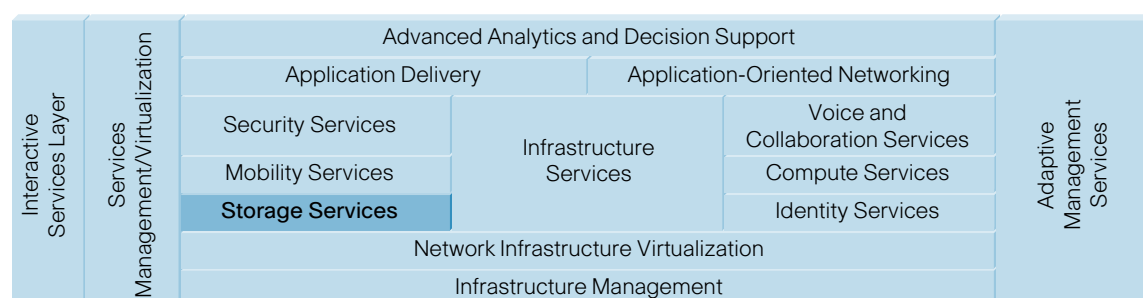 Interactive
Services Layer
Services
Management/Virtualization
Advanced Analytics and Decision Support
Application Delivery
Application-Oriented Networking
Security Services
Mobility Services
Storage Services
Infrastructure
Services
Voice and
Collaboration Services
Compute Services
Identity Services
Network Infrastructure Virtualization
Infrastructure Management
Adaptive
Management
Services